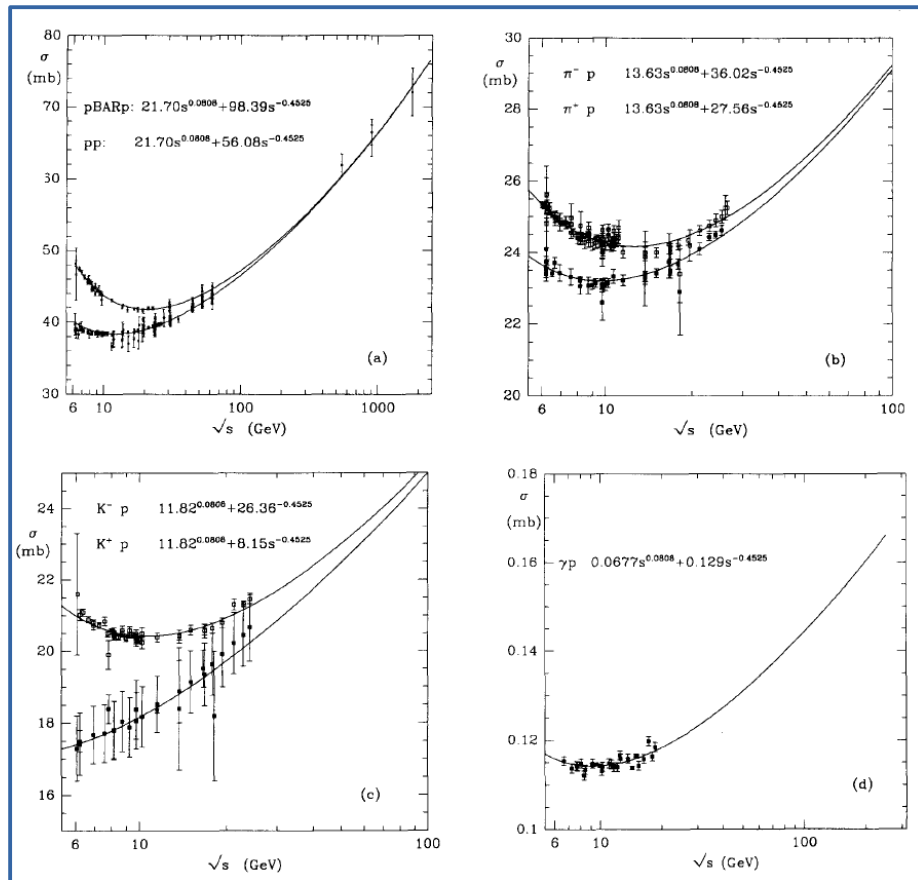 80
σ
(mb)
70
pBARp: 21.70s^0.0808+98.39s^-0.4525
pp: 21.70s^0.0808+56.08s^-0.4525
60
50
40
30
(a)
6 10 100 1000
√s (GeV)
30
σ
(mb)
28
π⁻ p 13.63s^0.0808+36.02s^-0.4525
π⁺ p 13.63s^0.0808+27.56s^-0.4525
26
24
22
20
(b)
6 10 100
√s (GeV)
24
σ
(mb)
22
K⁻ p 11.82^0.0808+26.36^-0.4525
K⁺ p 11.82^0.0808+8.15s^-0.4525
20
18
16
(c)
6 10 100
√s (GeV)
0.18
σ
(mb)
0.16
γp 0.0677s^0.0808+0.129s^-0.4525
0.14
0.12
0.1
(d)
6 10 100
√s (GeV)